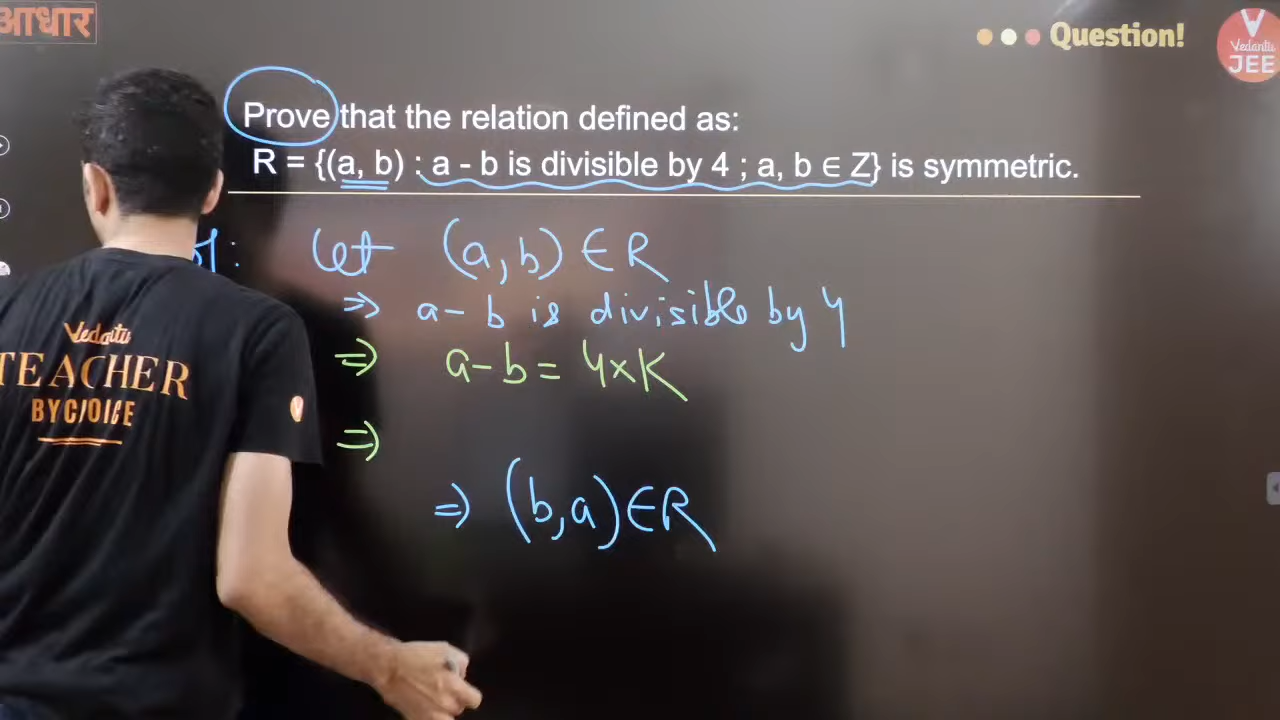 आधार
Question!
Vedantu
JEE
Prove that the relation defined as:
R = {(a, b) : a - b is divisible by 4 ; a, b ∈ Z} is symmetric.
Let (a, b) ∈ R
⇒ a - b is divisible by 4
⇒ a - b = 4 × K
⇒
⇒ (b, a) ∈ R
Vedantu
TEACHER
BY CHOICE